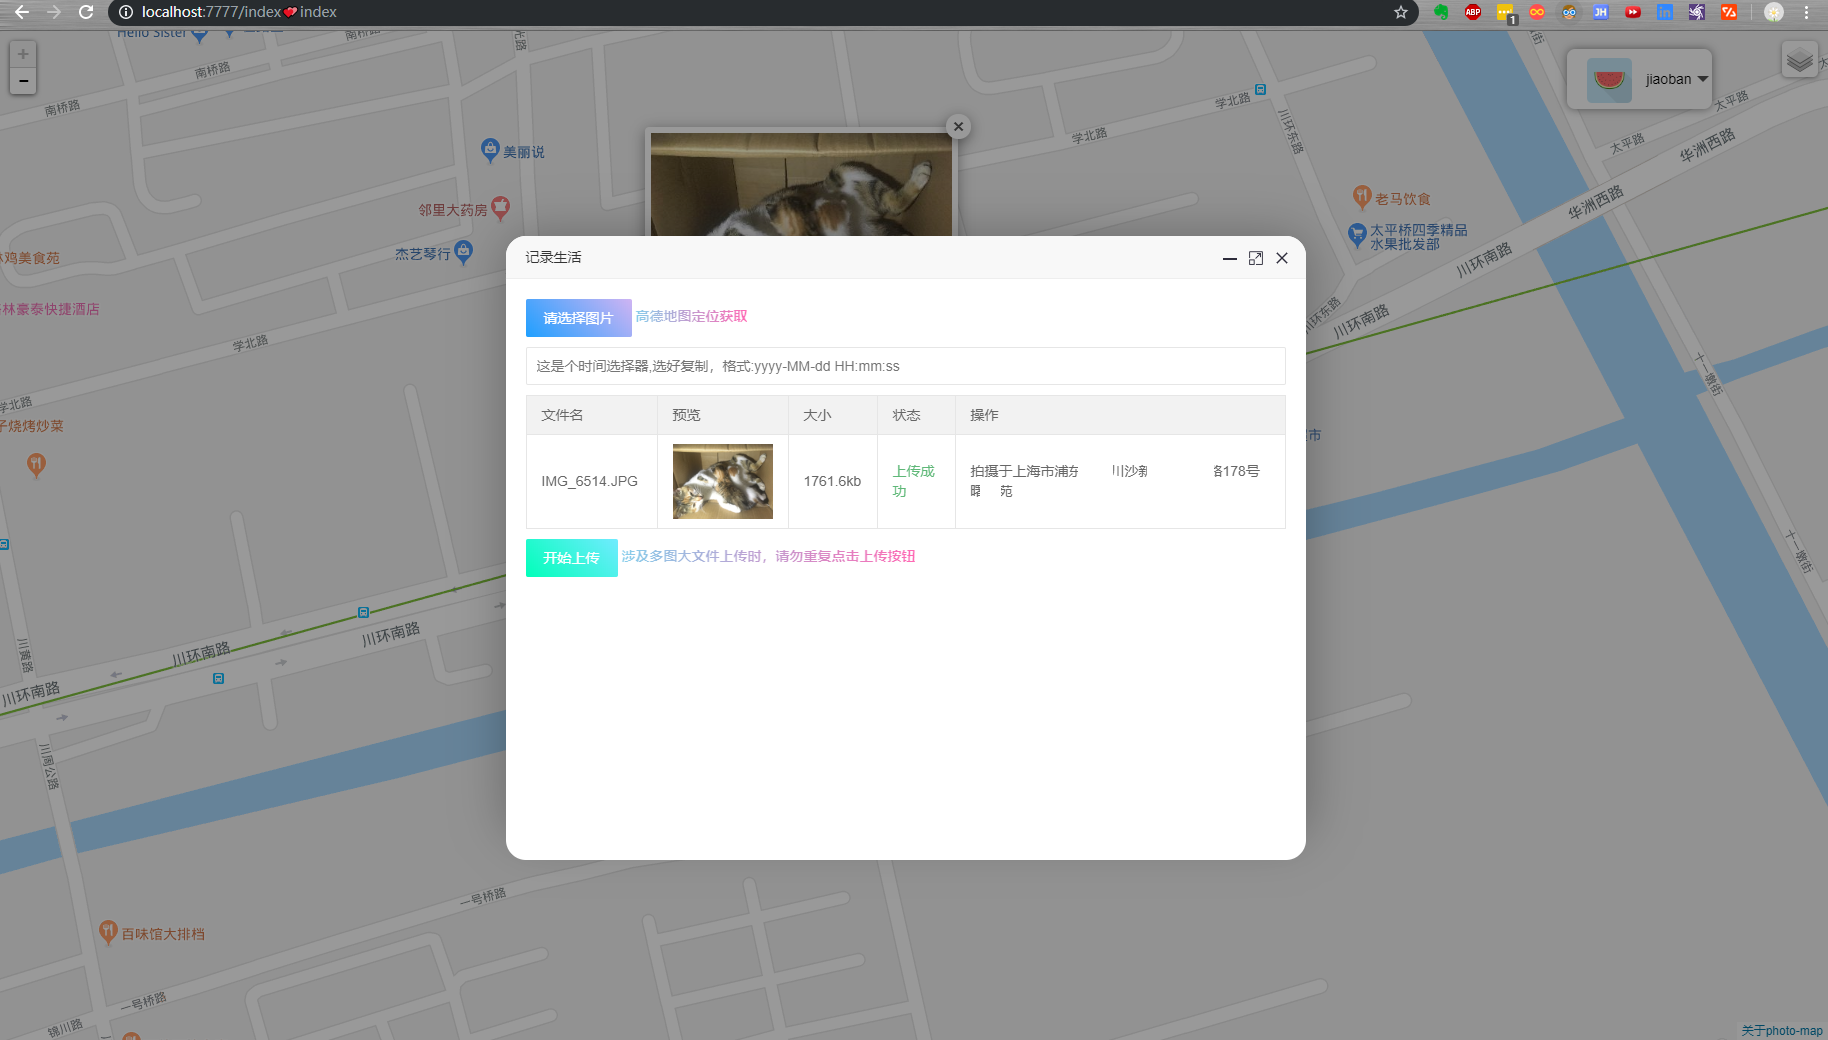 localhost:7777/index❤index
ABP
1
JH
in
Hello Sister
南桥路
南桥路
南桥路
学北路
学北路
川环东路
太平路
太平路
华洲西路
华洲西路
jiaoban
美丽说
邻里大药房
杰艺琴行
鸡美食苑
林豪泰快捷酒店
学北路
学北路
子烧烤炒菜
老马饮食
太平桥四季精品
水果批发部
川环南路
川环南路
川环东路
十一墩街
十一墩街
市
记录生活
请选择图片 高德地图定位获取
这是个时间选择器,选好复制，格式:yyyy-MM-dd HH:mm:ss
文件名 预览 大小 状态 操作
IMG_6514.JPG 1761.6kb 上传成功 拍摄于上海市浦东 川沙新 178号
苑
开始上传 涉及多图大文件上传时，请勿重复点击上传按钮
川环南路
川环南路
川环南路
川周公路
一号桥路
一号桥路
锦川路
百味馆大排档
关于photo-map